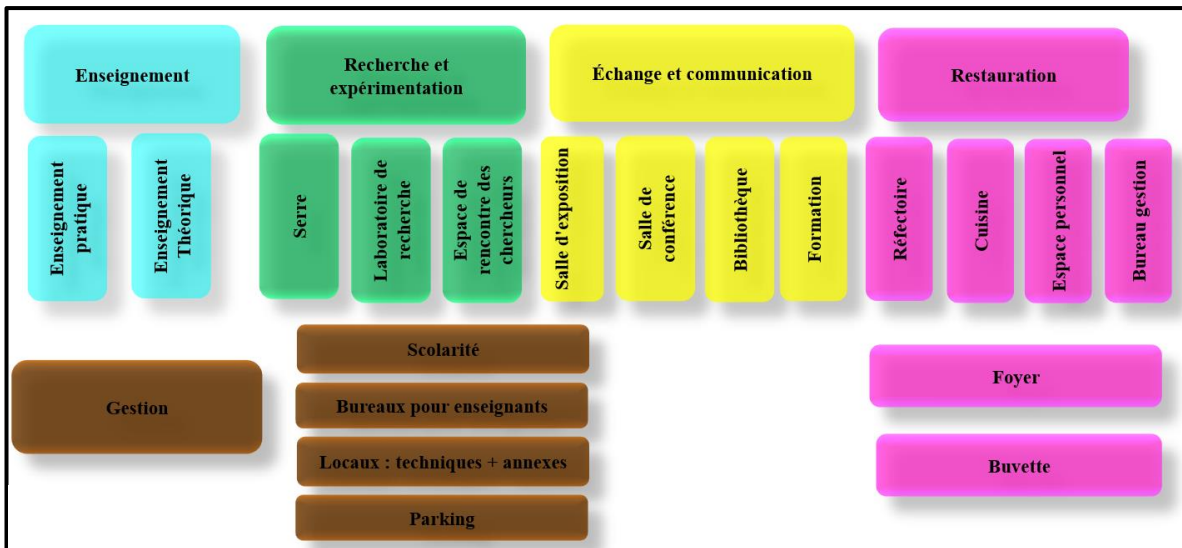 Enseignement
Recherche et
expérimentation
Échange et communication
Restauration
Enseignement
pratique
Enseignement
Théorique
Serre
Laboratoire de
recherche
Espace de
rencontre des
chercheurs
Salle d'exposition
Salle de
conférence
Bibliothèque
Formation
Réfectoire
Cuisine
Espace personnel
Bureau gestion
Gestion
Scolarité
Bureaux pour enseignants
Locaux : techniques + annexes
Parking
Foyer
Buvette